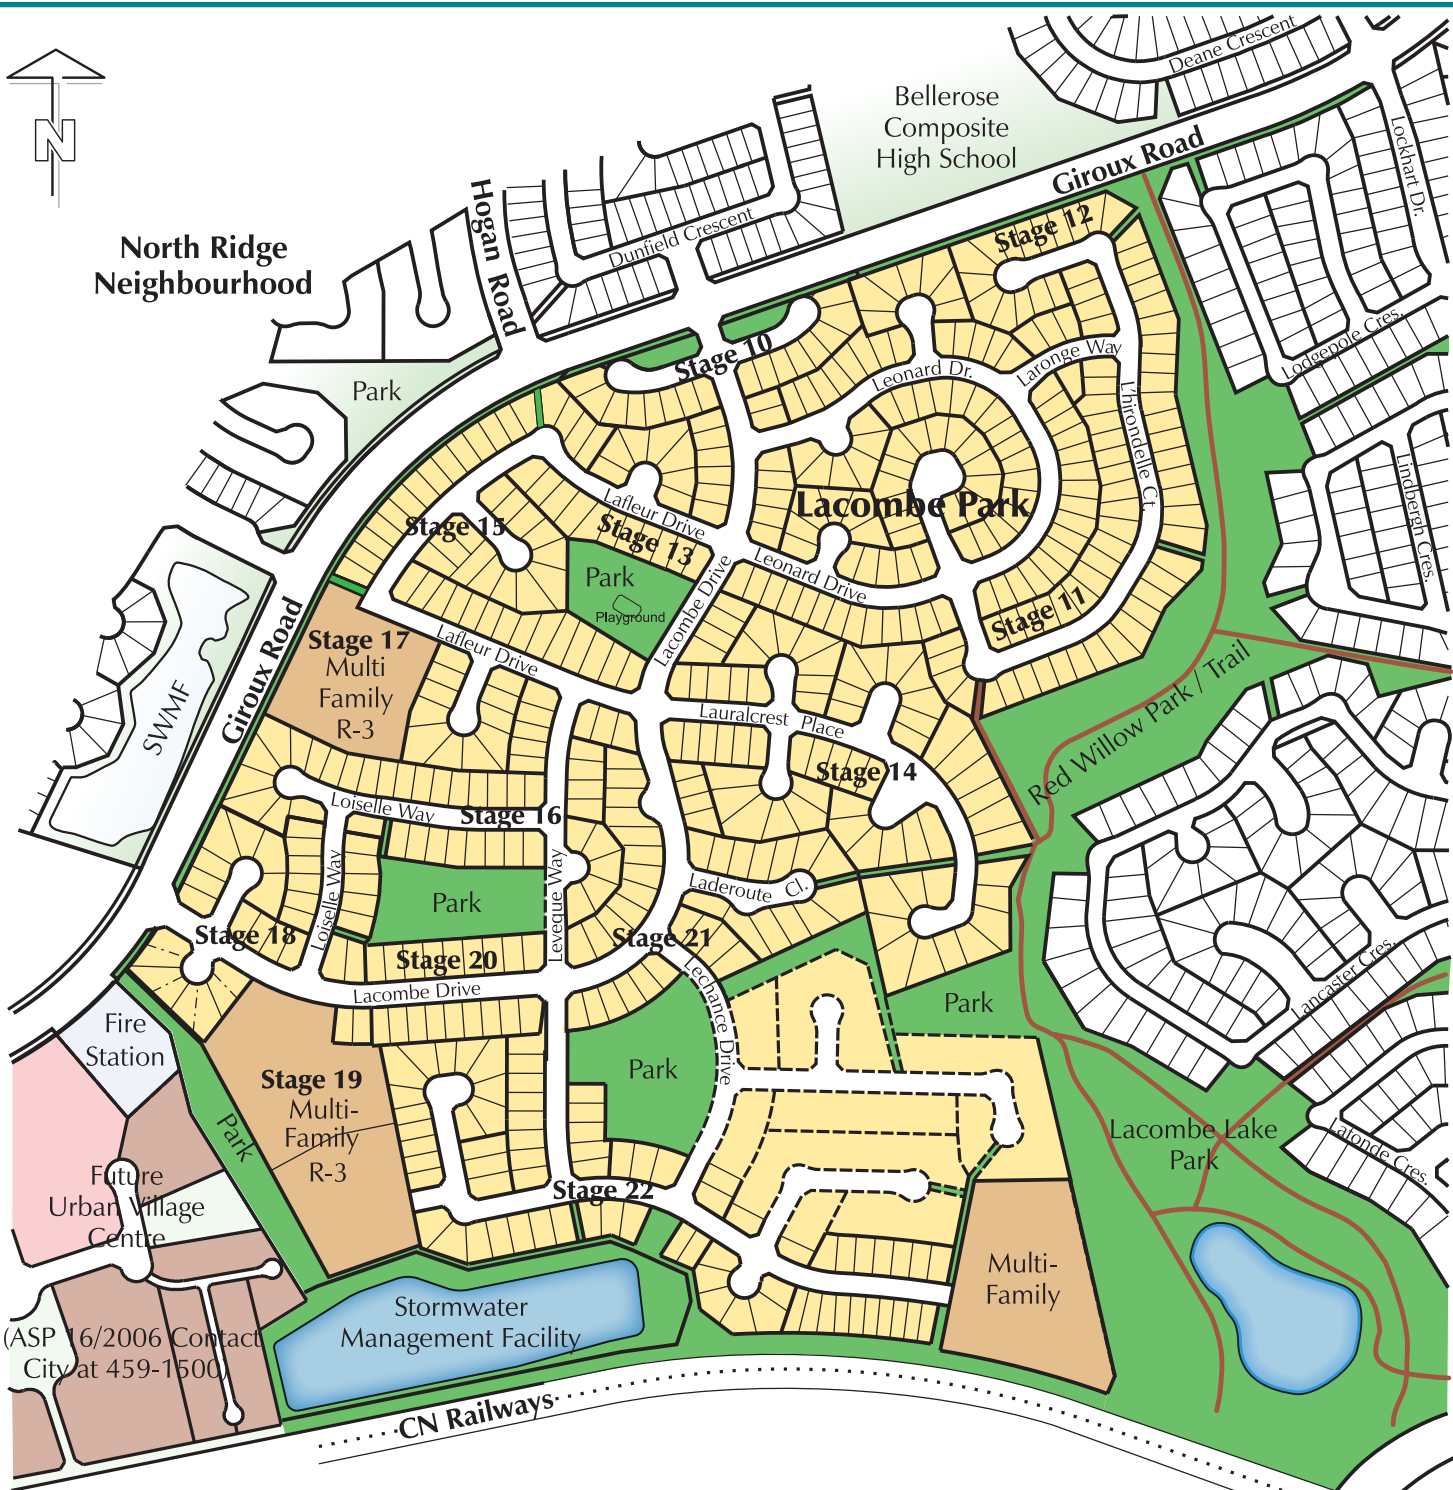 Deane Crescent
Bellerose
Composite
High School
Lockhart Dr.
Giroux Road
N
Hogan Road
Stage 12
Dunfield Crescent
North Ridge
Neighbourhood
Lodgepole Cres.
Stage 10
Laronge Way
Leonard Dr.
Park
L'hirondelle Ct.
Lindbergh Cres.
Lacombe Park
Lafleur Drive
Stage 15
Stage 13
Leonard Drive
Park
Playground
Lacombe Drive
Stage 11
Giroux Road
Stage 17
Multi
Family
R-3
Lafleur Drive
SWMF
Red Willow Park / Trail
Lauralcrest Place
Stage 14
Loiselle Way
Stage 16
Loiselle Way
Leveque Way
Laderoute Cl.
Park
Stage 18
Stage 21
Stage 20
Lacombe Drive
Lechance Drive
Lancaster Cres.
Park
Fire
Station
Park
Stage 19
Multi-
Family
R-3
Park
Lacombe Lake
Park
Latonde Cres.
Future
Urban Village
Centre
Stage 22
Multi-
Family
Stormwater
Management Facility
(ASP 16/2006 Contact
City at 459-1500)
CN Railways